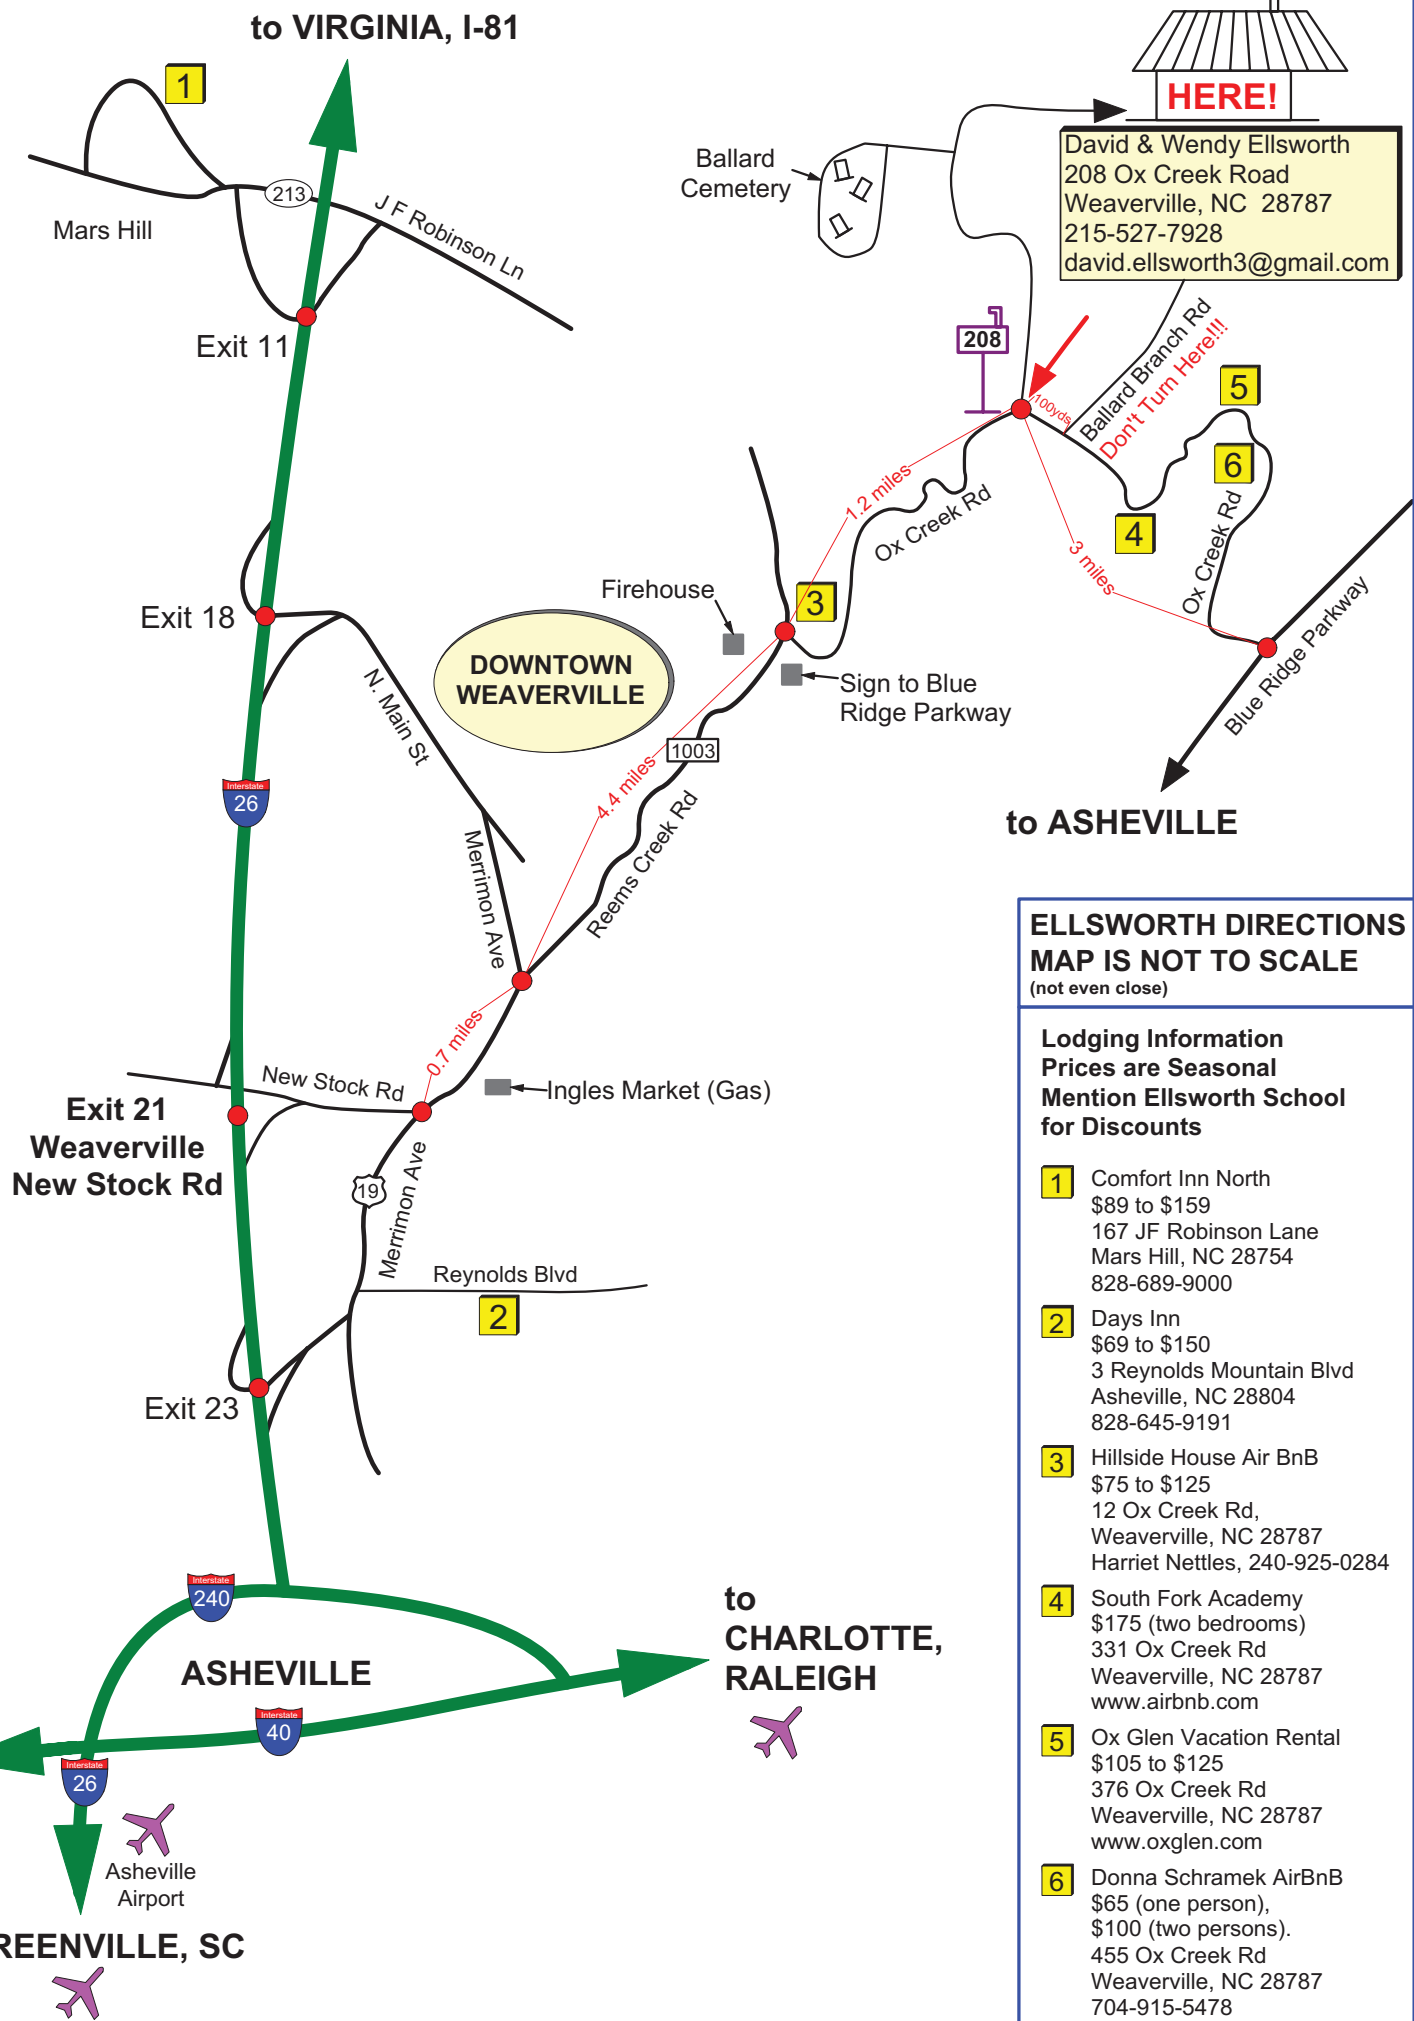 to VIRGINIA, I-81
1
HERE!
David & Wendy Ellsworth
208 Ox Creek Road
Weaverville, NC  28787
215-527-7928
david.ellsworth3@gmail.com
Ballard
Cemetery
213
J F Robinson Ln
Mars Hill
Exit 11
208
100yds
Ballard Branch Rd
Don't Turn Here!!!
5
6
4
1.2 miles
Ox Creek Rd
3 miles
Ox Creek Rd
Blue Ridge Parkway
to ASHEVILLE
Exit 18
Firehouse
3
DOWNTOWN
WEAVERVILLE
Sign to Blue
Ridge Parkway
N. Main St
1003
4.4 miles
Reems Creek Rd
Interstate
26
Merrimon Ave
0.7 miles
New Stock Rd
Ingles Market (Gas)
Exit 21
Weaverville
New Stock Rd
19
Merrimon Ave
Reynolds Blvd
2
Exit 23
Interstate
240
ASHEVILLE
to
CHARLOTTE,
RALEIGH
Interstate
40
Interstate
26
Asheville
Airport
REENVILLE, SC
ELLSWORTH DIRECTIONS
MAP IS NOT TO SCALE
(not even close)
Lodging Information
Prices are Seasonal
Mention Ellsworth School
for Discounts
1 Comfort Inn North
$89 to $159
167 JF Robinson Lane
Mars Hill, NC 28754
828-689-9000
2 Days Inn
$69 to $150
3 Reynolds Mountain Blvd
Asheville, NC 28804
828-645-9191
3 Hillside House Air BnB
$75 to $125
12 Ox Creek Rd,
Weaverville, NC 28787
Harriet Nettles, 240-925-0284
4 South Fork Academy
$175 (two bedrooms)
331 Ox Creek Rd
Weaverville, NC 28787
www.airbnb.com
5 Ox Glen Vacation Rental
$105 to $125
376 Ox Creek Rd
Weaverville, NC 28787
www.oxglen.com
6 Donna Schramek AirBnB
$65 (one person),
$100 (two persons).
455 Ox Creek Rd
Weaverville, NC 28787
704-915-5478